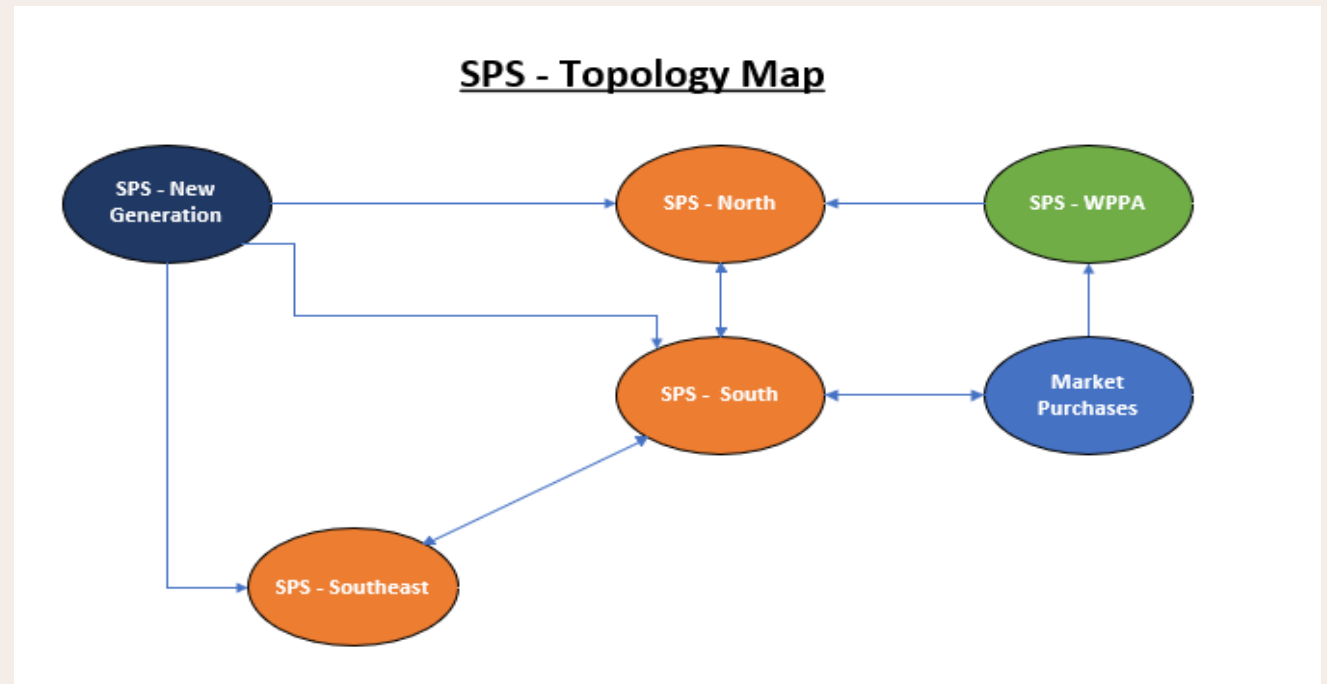 SPS - Topology Map
SPS - New
Generation
SPS - North
SPS - WPPA
SPS -  South
Market
Purchases
SPS - Southeast